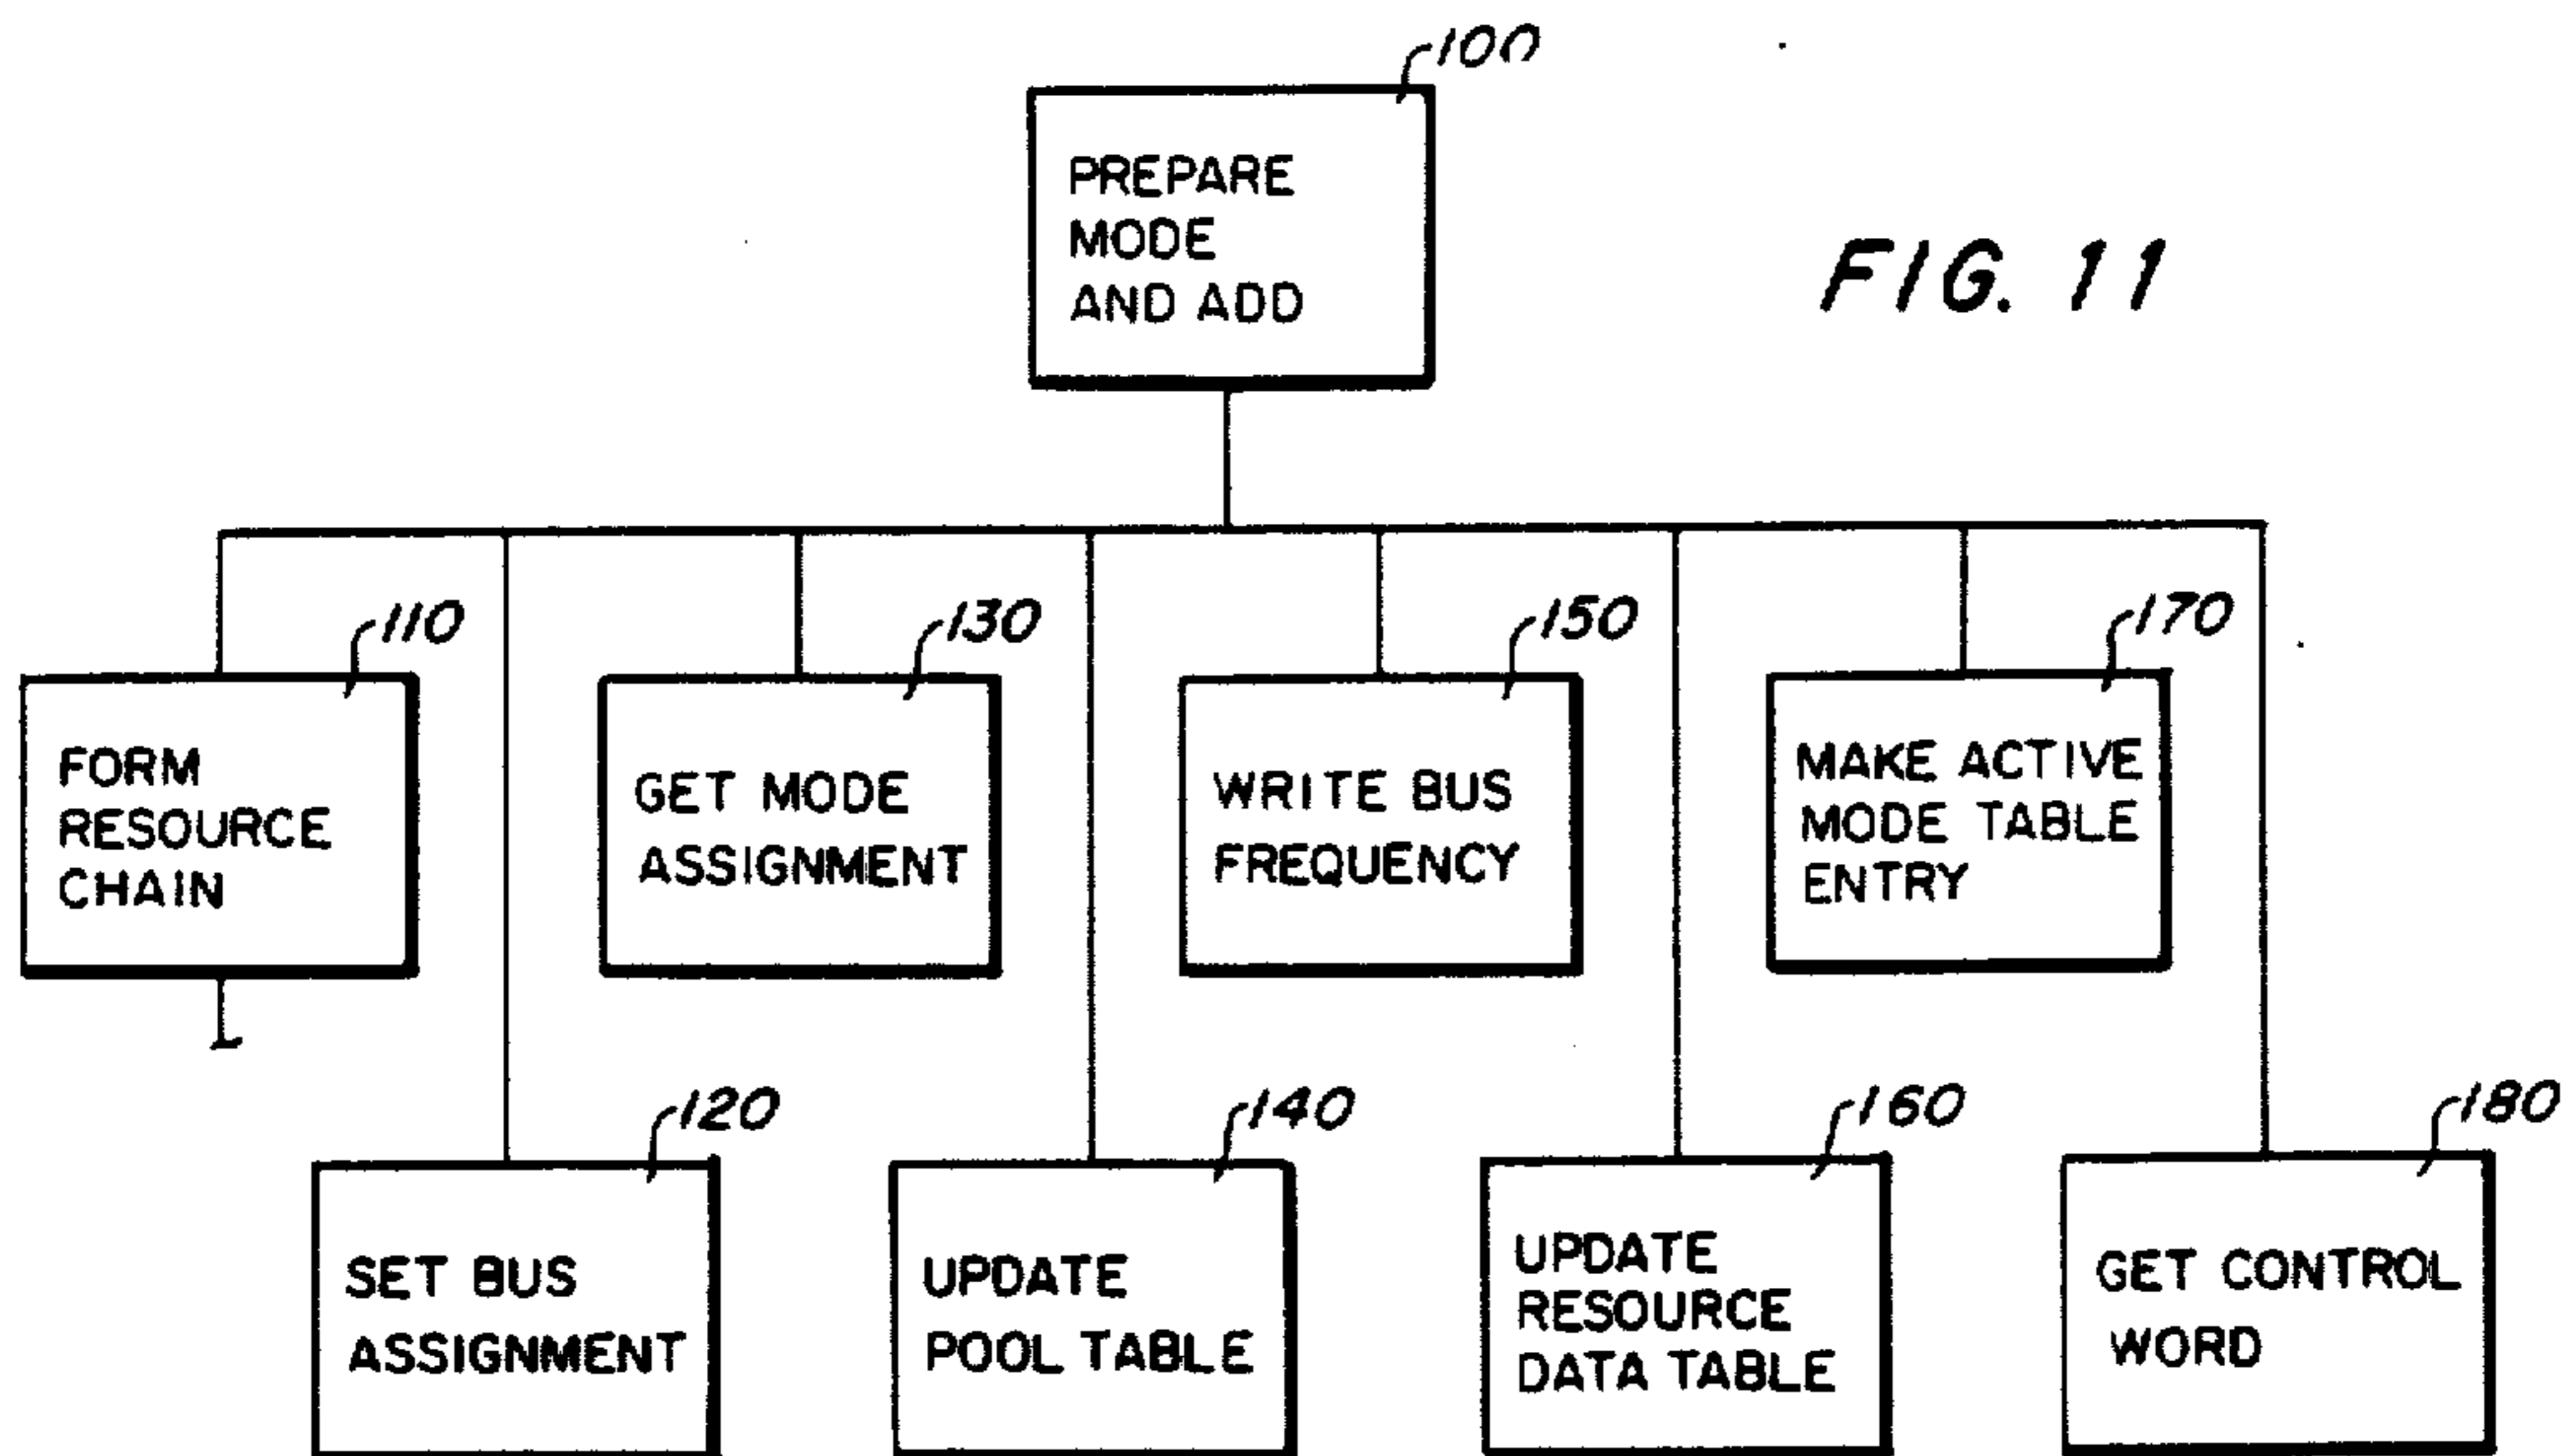 100
PREPARE
MODE
AND ADD
FIG. 11
110
FORM
RESOURCE
CHAIN
130
GET MODE
ASSIGNMENT
150
WRITE BUS
FREQUENCY
170
MAKE ACTIVE
MODE TABLE
ENTRY
120
SET BUS
ASSIGNMENT
140
UPDATE
POOL TABLE
160
UPDATE
RESOURCE
DATA TABLE
180
GET CONTROL
WORD